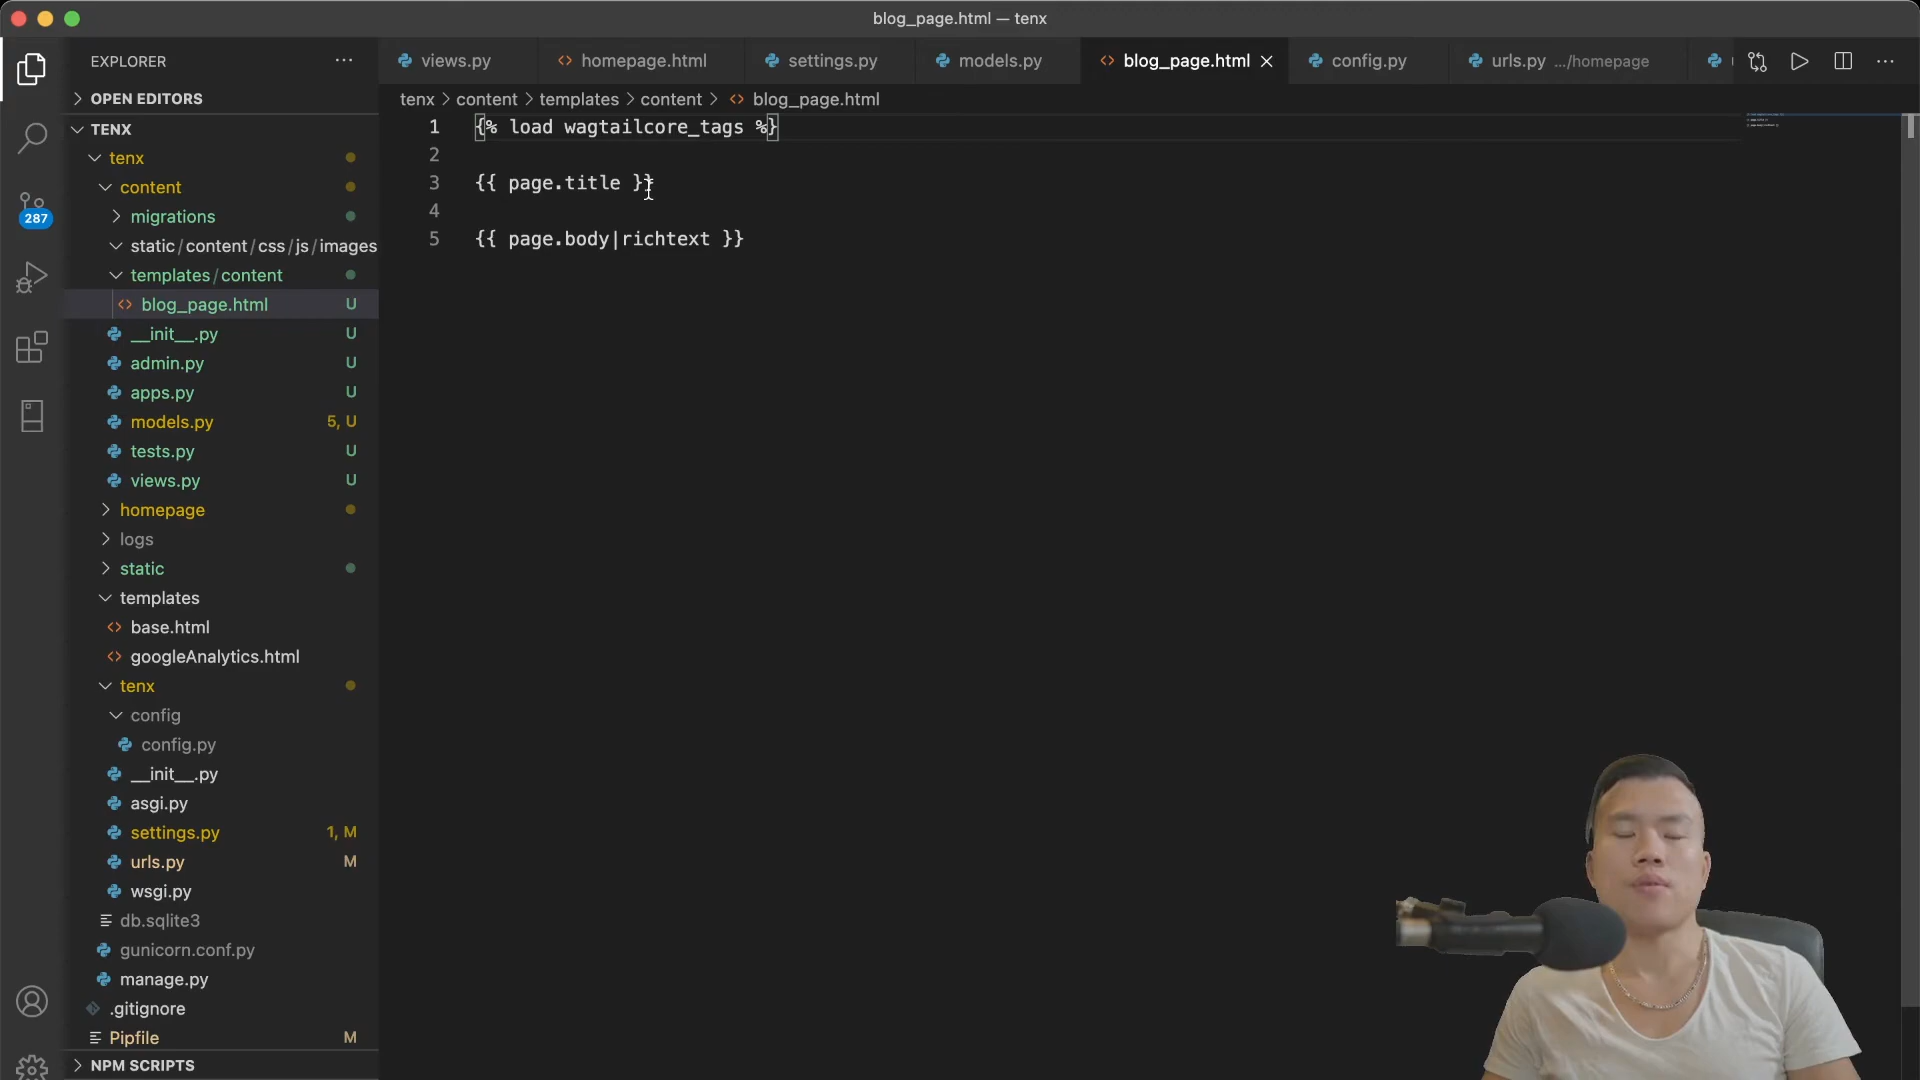 blog_page.html — tenx
EXPLORER
views.py
homepage.html
settings.py
models.py
blog_page.html
config.py
urls.py .../homepage
OPEN EDITORS
tenx > content > templates > content > blog_page.html
TENX
1 {% load wagtailcore_tags %}
2
3 {{ page.title }}
4
5 {{ page.body|richtext }}
tenx
content
287
migrations
static/content/css/js/images
templates/content
blog_page.html U
__init__.py U
admin.py U
apps.py U
models.py 5, U
tests.py U
views.py U
homepage
logs
static
templates
base.html
googleAnalytics.html
tenx
config
config.py
__init__.py
asgi.py
settings.py 1, M
urls.py M
wsgi.py
db.sqlite3
gunicorn.conf.py
manage.py
.gitignore
Pipfile M
NPM SCRIPTS